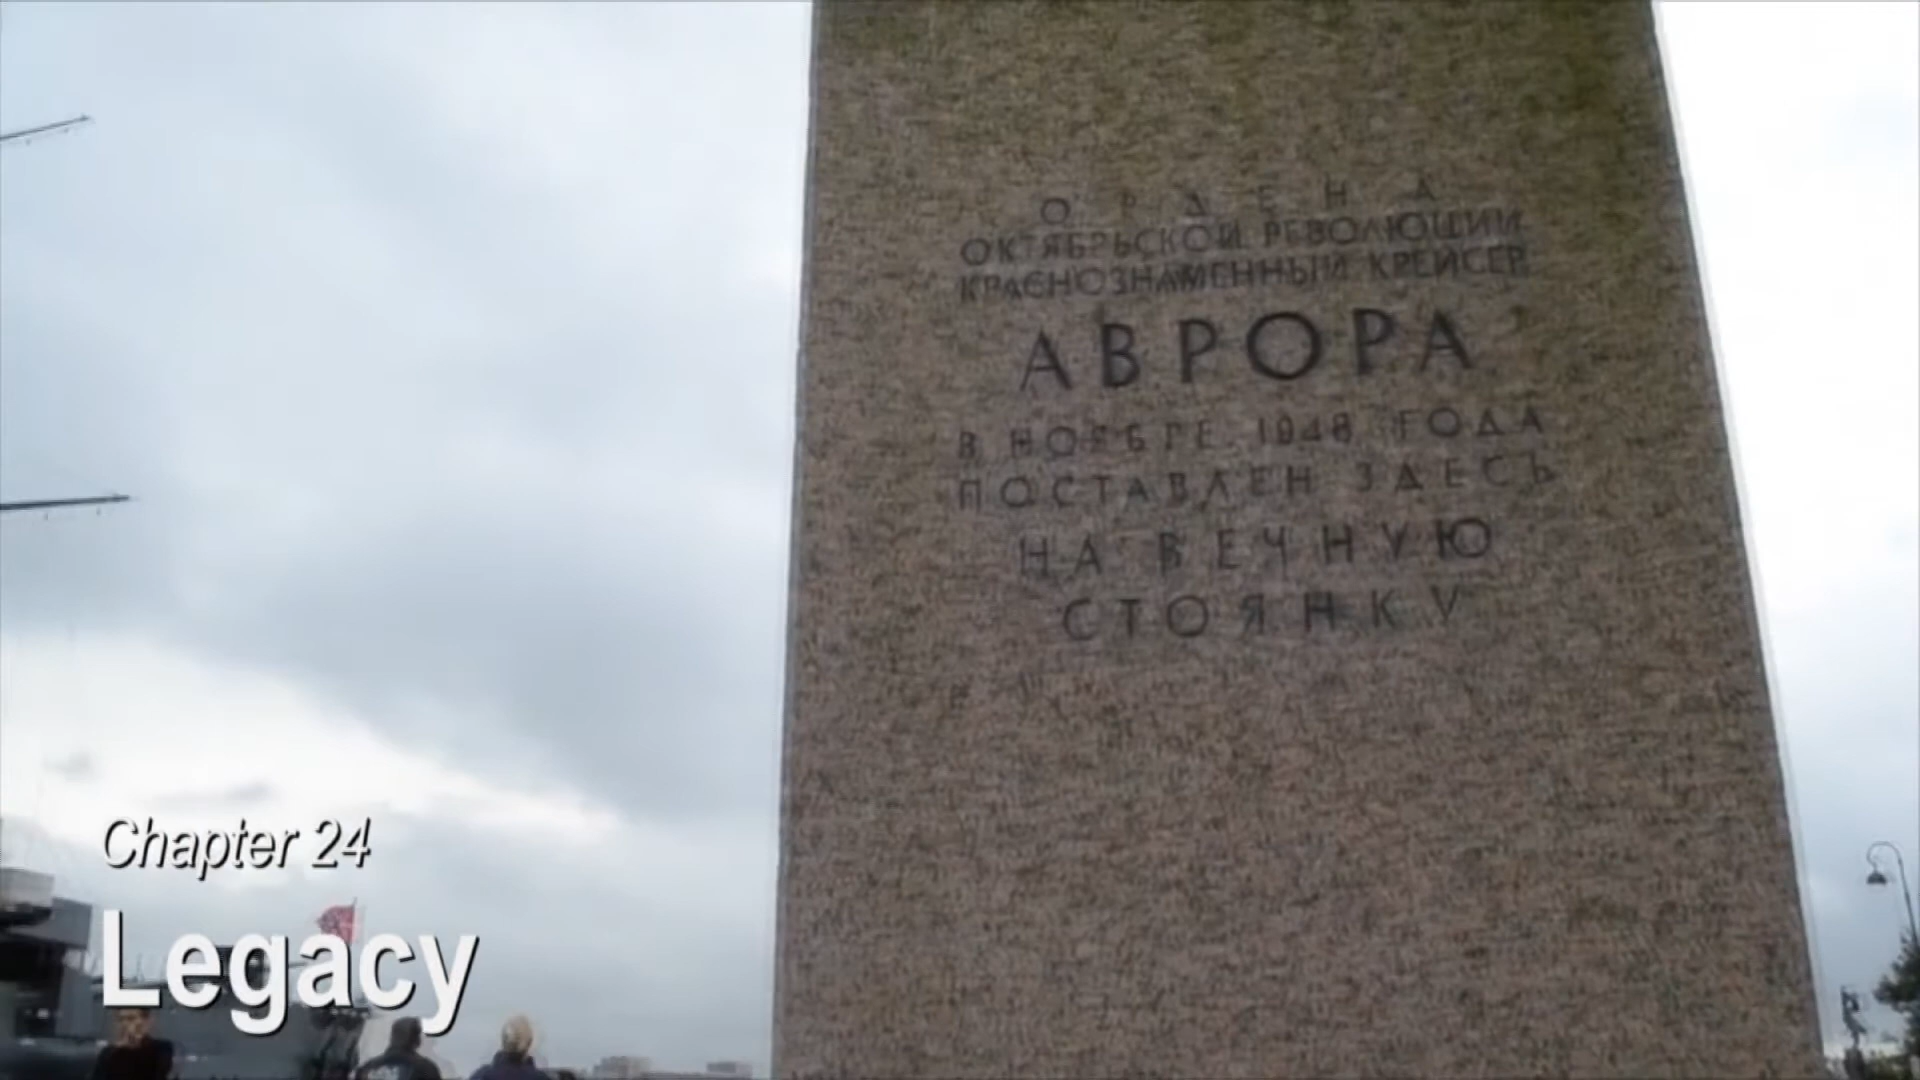 ОРДЕНА
ОКТЯБРЬСКОЙ РЕВОЛЮЦИИ
КРАСНОЗНАМЕННЫЙ КРЕЙСЕР
АВРОРА
В НОЯБРЕ 1948 ГОДА
ПОСТАВЛЕН ЗДЕСЬ
НА ВЕЧНУЮ
СТОЯНКУ
Chapter 24
Legacy